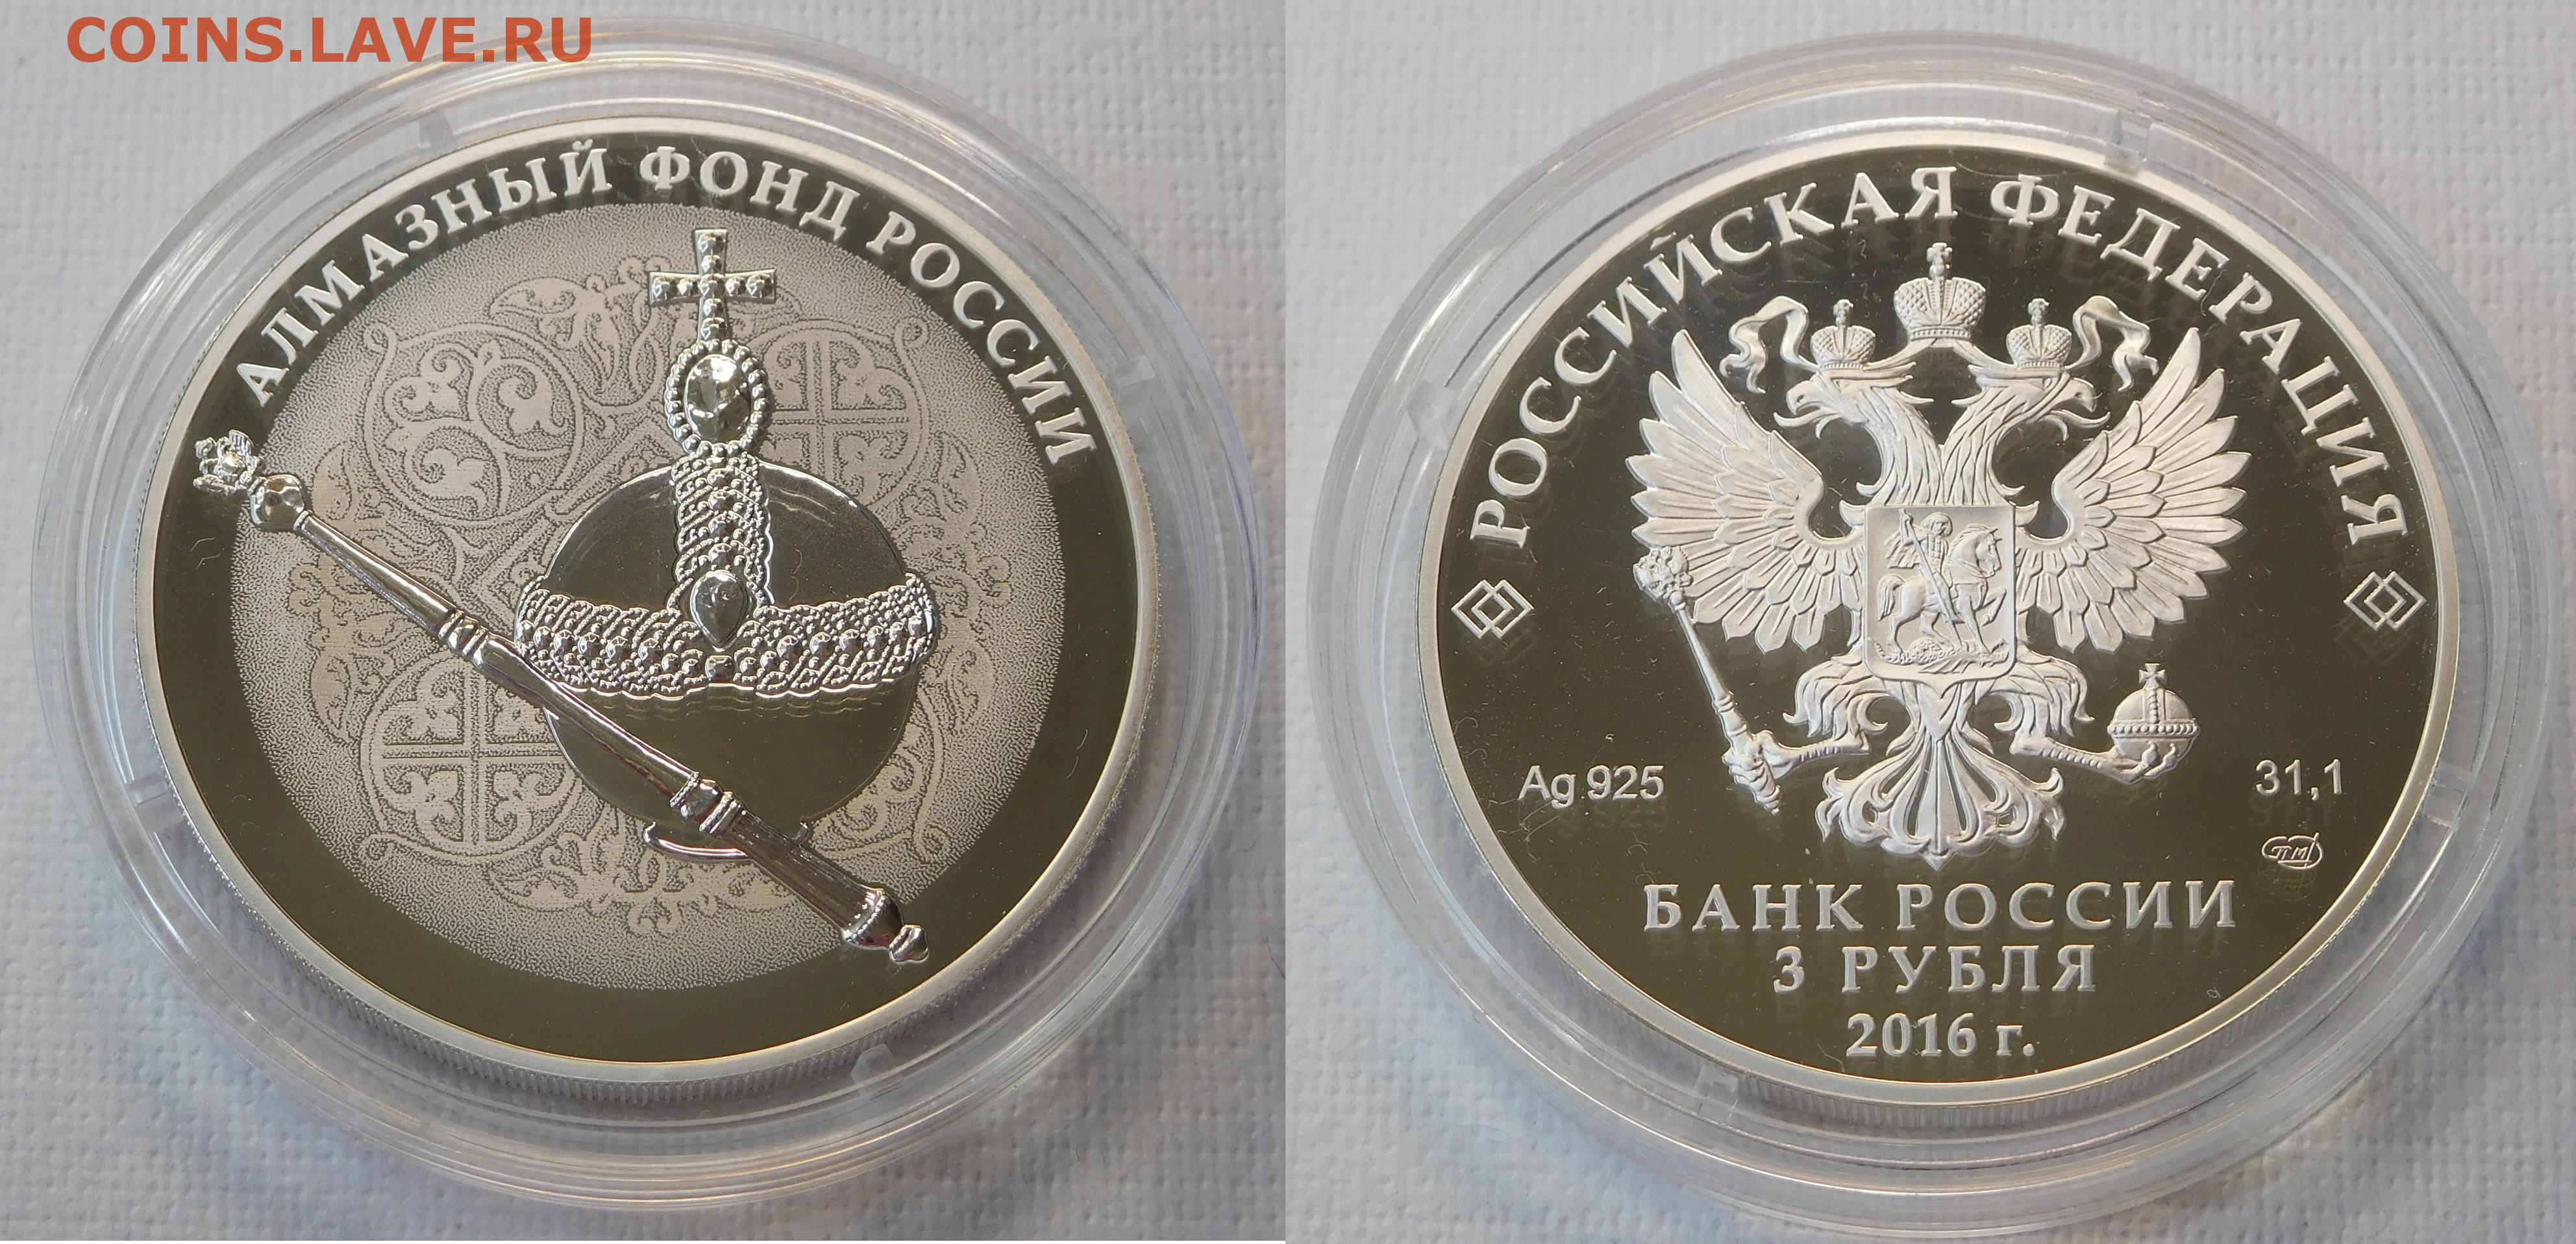 COINS.LAVE.RU
АЛМАЗНЫЙ ФОНД РОССИИ
РОССИЙСКАЯ ФЕДЕРАЦИЯ
Ag 925
31,1
БАНК РОССИИ
3 РУБЛЯ
2016 г.